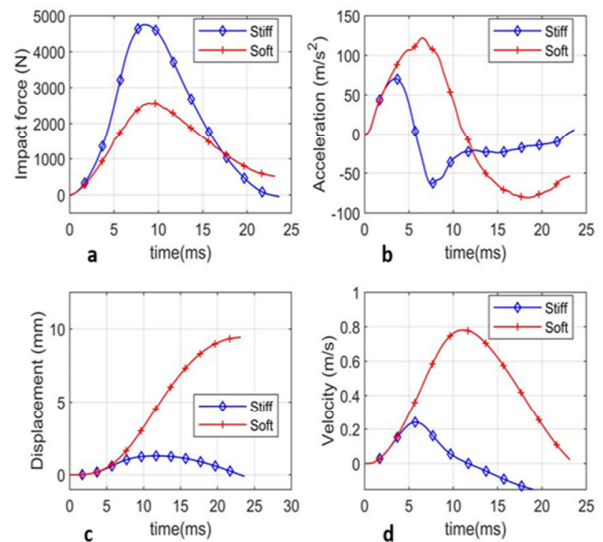 5000
4000
3000
2000
1000
0
Impact force (N)
Stiff
Soft
0 5 10 15 20 25
time(ms)
a
150
100
50
0
-50
-100
Acceleration (m/s²)
Stiff
Soft
0 5 10 15 20 25
time(ms)
b
10
5
0
Displacement (mm)
Stiff
Soft
0 5 10 15 20 25 30
time(ms)
c
1
0.8
0.6
0.4
0.2
0
Velocity (m/s)
Stiff
Soft
0 5 10 15 20 25
time(ms)
d